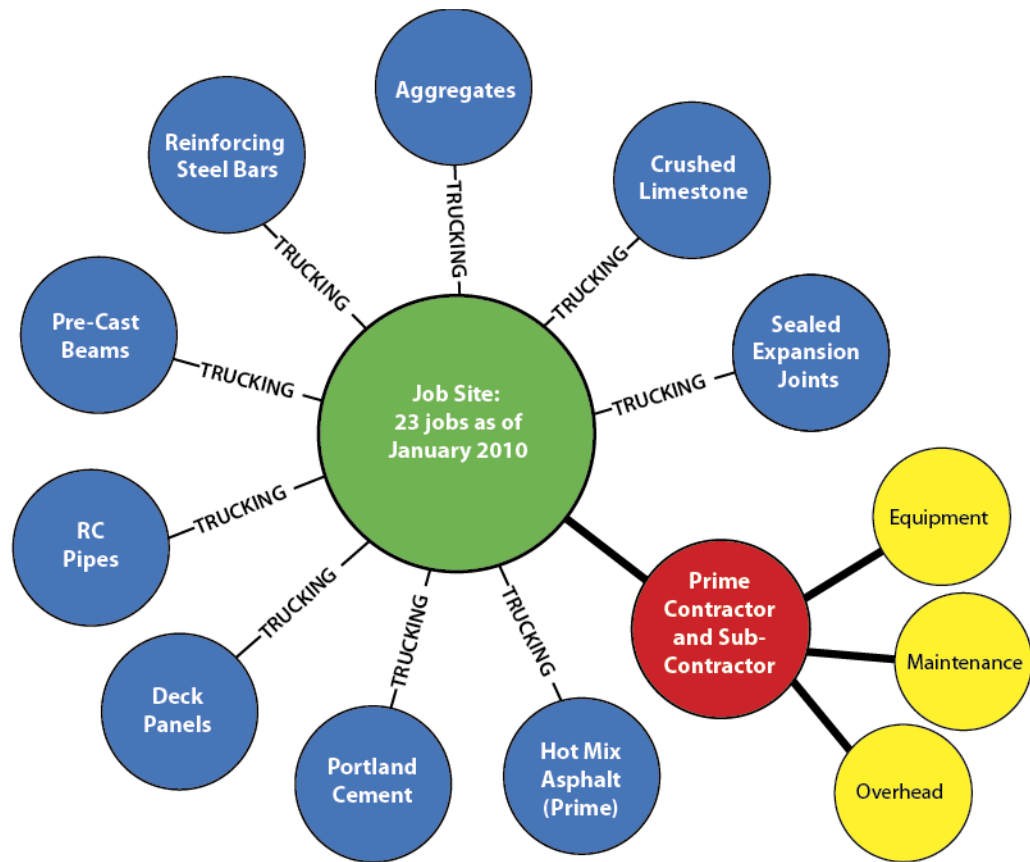 Aggregates
Reinforcing
Steel Bars
Crushed
Limestone
TRUCKING
TRUCKING
TRUCKING
Pre-Cast
Beams
TRUCKING
Sealed
Expansion
Joints
TRUCKING
Job Site:
23 jobs as of
January 2010
RC
Pipes
TRUCKING
Equipment
Prime
Contractor
and Sub-
Contractor
Maintenance
TRUCKING
TRUCKING
TRUCKING
Deck
Panels
Portland
Cement
Hot Mix
Asphalt
(Prime)
Overhead